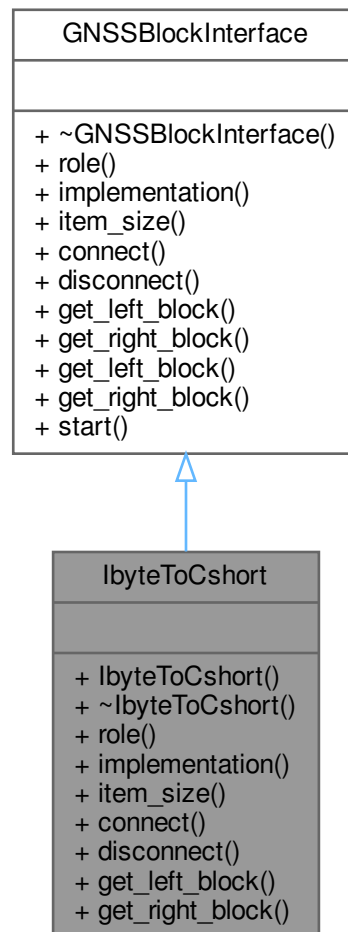 GNSSBlockInterface
+ ~GNSSBlockInterface()
+ role()
+ implementation()
+ item_size()
+ connect()
+ disconnect()
+ get_left_block()
+ get_right_block()
+ get_left_block()
+ get_right_block()
+ start()
IbyteToCshort
+ IbyteToCshort()
+ ~IbyteToCshort()
+ role()
+ implementation()
+ item_size()
+ connect()
+ disconnect()
+ get_left_block()
+ get_right_block()